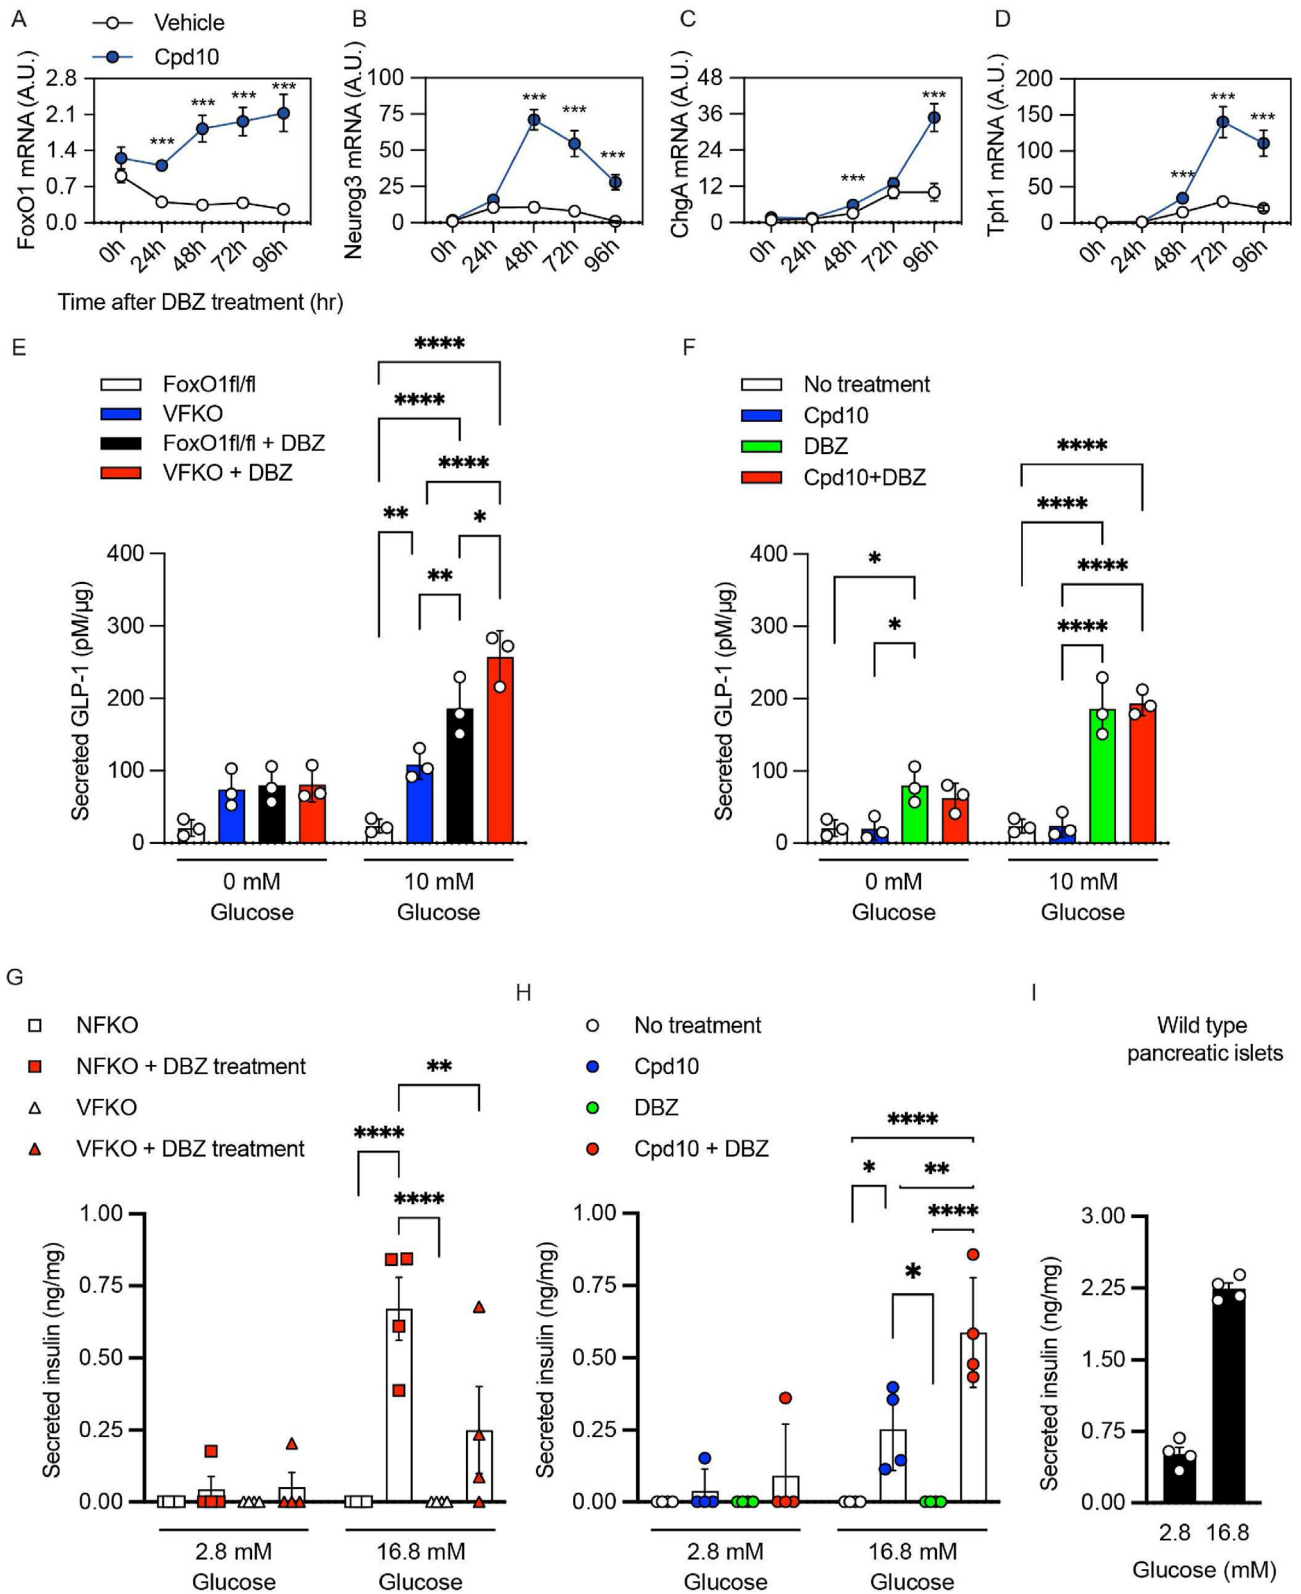 A
Vehicle
Cpd10
FoxO1 mRNA (A.U.)
2.8
2.1
1.4
0.7
0.0
***
***
***
***
0h
24h
48h
72h
96h
Time after DBZ treatment (hr)
B
Neurog3 mRNA (A.U.)
100
75
50
25
0
***
***
***
0h
24h
48h
72h
96h
C
ChgA mRNA (A.U.)
48
36
24
12
0
***
***
0h
24h
48h
72h
96h
D
Tph1 mRNA (A.U.)
200
150
100
50
0
***
***
***
0h
24h
48h
72h
96h
E
FoxO1fl/fl
VFKO
FoxO1fl/fl + DBZ
VFKO + DBZ
****
****
****
**
*
**
Secreted GLP-1 (pM/µg)
400
300
200
100
0
0 mM
Glucose
10 mM
Glucose
F
No treatment
Cpd10
DBZ
Cpd10+DBZ
****
****
****
****
*
*
Secreted GLP-1 (pM/µg)
400
300
200
100
0
0 mM
Glucose
10 mM
Glucose
G
NFKO
NFKO + DBZ treatment
VFKO
VFKO + DBZ treatment
**
****
****
Secreted insulin (ng/mg)
1.00
0.75
0.50
0.25
0.00
2.8 mM
Glucose
16.8 mM
Glucose
H
No treatment
Cpd10
DBZ
Cpd10 + DBZ
****
*
**
****
*
Secreted insulin (ng/mg)
1.00
0.75
0.50
0.25
0.00
2.8 mM
Glucose
16.8 mM
Glucose
I
Wild type
pancreatic islets
Secreted insulin (ng/mg)
3.00
2.25
1.50
0.75
0.00
2.8 16.8
Glucose (mM)